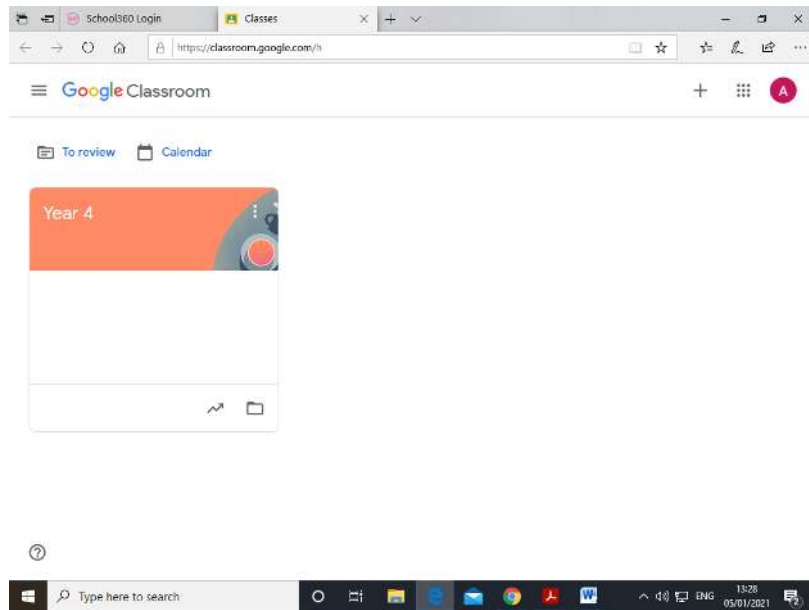 School360 Login
Classes
https://classroom.google.com/h
Google Classroom
A
To review
Calendar
Year 4
Type here to search
ENG
13:28
05/01/2021